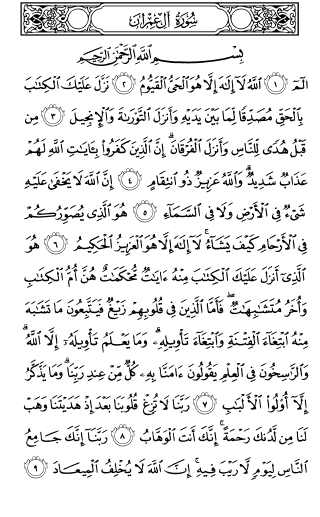 سُورَةُ آلِ عِمْرَانَ
بِسْمِ ٱللَّهِ ٱلرَّحْمَٰنِ ٱلرَّحِيمِ
الٓمٓ ۝١ ٱللَّهُ لَآ إِلَٰهَ إِلَّا هُوَ ٱلْحَىُّ ٱلْقَيُّومُ ۝٢ نَزَّلَ عَلَيْكَ ٱلْكِتَٰبَ
بِٱلْحَقِّ مُصَدِّقًا لِّمَا بَيْنَ يَدَيْهِ وَأَنزَلَ ٱلتَّوْرَىٰةَ وَٱلْإِنجِيلَ ۝٣ مِن
قَبْلُ هُدًى لِّلنَّاسِ وَأَنزَلَ ٱلْفُرْقَانَ ۗ إِنَّ ٱلَّذِينَ كَفَرُوا۟ بِـَٔايَٰتِ ٱللَّهِ لَهُمْ
عَذَابٌ شَدِيدٌ ۗ وَٱللَّهُ عَزِيزٌ ذُو ٱنتِقَامٍ ۝٤ إِنَّ ٱللَّهَ لَا يَخْفَىٰ عَلَيْهِ
شَىْءٌ فِى ٱلْأَرْضِ وَلَا فِى ٱلسَّمَآءِ ۝٥ هُوَ ٱلَّذِى يُصَوِّرُكُمْ
فِى ٱلْأَرْحَامِ كَيْفَ يَشَآءُ ۚ لَآ إِلَٰهَ إِلَّا هُوَ ٱلْعَزِيزُ ٱلْحَكِيمُ ۝٦ هُوَ
ٱلَّذِىٓ أَنزَلَ عَلَيْكَ ٱلْكِتَٰبَ مِنْهُ ءَايَٰتٌ مُّحْكَمَٰتٌ هُنَّ أُمُّ ٱلْكِتَٰبِ
وَأُخَرُ مُتَشَٰبِهَٰتٌ ۖ فَأَمَّا ٱلَّذِينَ فِى قُلُوبِهِمْ زَيْغٌ فَيَتَّبِعُونَ مَا تَشَٰبَهَ
مِنْهُ ٱبْتِغَآءَ ٱلْفِتْنَةِ وَٱبْتِغَآءَ تَأْوِيلِهِۦ ۗ وَمَا يَعْلَمُ تَأْوِيلَهُۥٓ إِلَّا ٱللَّهُ ۗ
وَٱلرَّٰسِخُونَ فِى ٱلْعِلْمِ يَقُولُونَ ءَامَنَّا بِهِۦ كُلٌّ مِّنْ عِندِ رَبِّنَا ۗ وَمَا يَذَّكَّرُ
إِلَّآ أُو۟لُوا۟ ٱلْأَلْبَٰبِ ۝٧ رَبَّنَا لَا تُزِغْ قُلُوبَنَا بَعْدَ إِذْ هَدَيْتَنَا وَهَبْ
لَنَا مِن لَّدُنكَ رَحْمَةً ۚ إِنَّكَ أَنتَ ٱلْوَهَّابُ ۝٨ رَبَّنَآ إِنَّكَ جَامِعُ
ٱلنَّاسِ لِيَوْمٍ لَّا رَيْبَ فِيهِ ۚ إِنَّ ٱللَّهَ لَا يُخْلِفُ ٱلْمِيعَادَ ۝٩